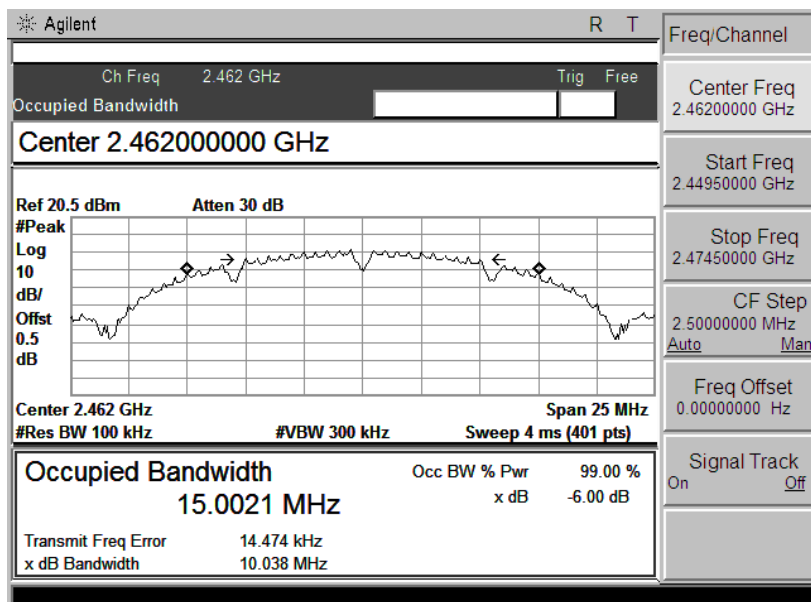 Agilent R T
Freq/Channel
Ch Freq 2.462 GHz Trig Free
Occupied Bandwidth
Center 2.462000000 GHz
Ref 20.5 dBm Atten 30 dB
#Peak
Log
10
dB/
Offst
0.5
dB
Center 2.462 GHz Span 25 MHz
#Res BW 100 kHz #VBW 300 kHz Sweep 4 ms (401 pts)
Occupied Bandwidth Occ BW % Pwr 99.00 %
15.0021 MHz x dB -6.00 dB
Transmit Freq Error 14.474 kHz
x dB Bandwidth 10.038 MHz
Center Freq
2.46200000 GHz
Start Freq
2.44950000 GHz
Stop Freq
2.47450000 GHz
CF Step
2.50000000 MHz
Auto Man
Freq Offset
0.00000000 Hz
Signal Track
On Off